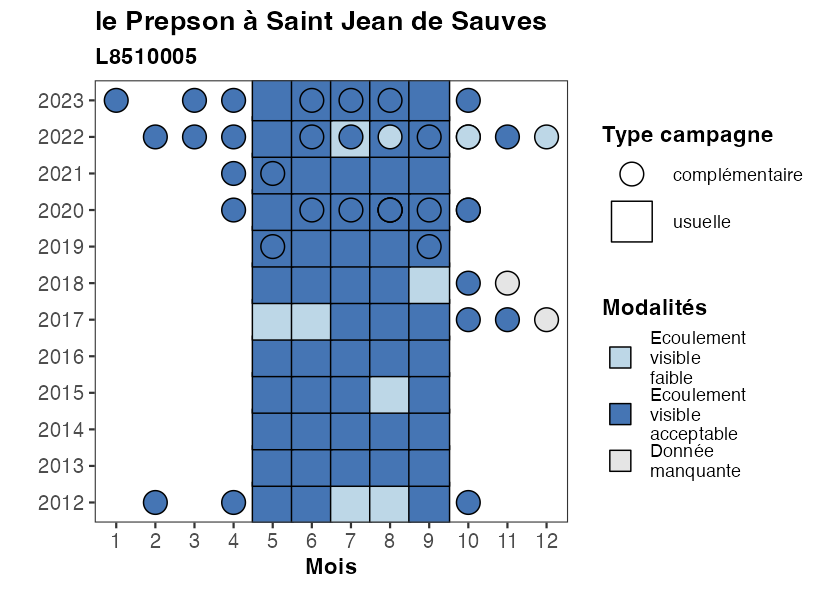 le Prepson à Saint Jean de Sauves
L8510005
2023
2022
2021
2020
2019
2018
2017
2016
2015
2014
2013
2012
1 2 3 4 5 6 7 8 9 10 11 12
Mois
Type campagne
complémentaire
usuelle
Modalités
Ecoulement
visible
faible
Ecoulement
visible
acceptable
Donnée
manquante